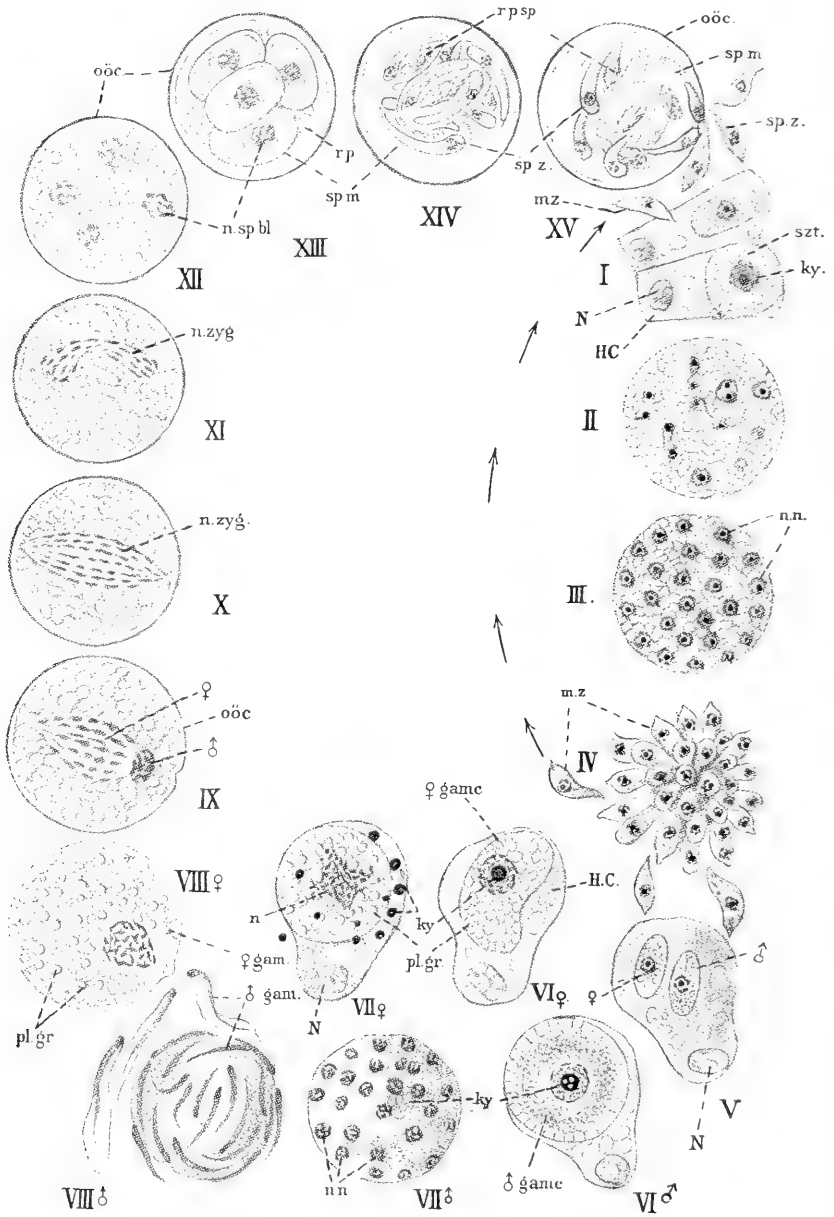 r p sp
oöc.
oöc.
sp m
sp. z.
r p
sp. z.
sp m
m z
n. sp bl
XIII
XIV
XV
szt.
I
ky.
XII
N
HC
n. zyg
XI
II
n. zyg.
n.n.
X
III.
♀
oöc
m.z
♂
IV
IX
♀ gamc
VIII ♀
H.C.
n
ky
♀ gam.
pl. gr.
♂
♂ gam.
N
VII ♀
VI ♀.
♀
pl. gr
ky
V
N
n n
♂ gamc
VIII ♂
VII ♂
VI ♂